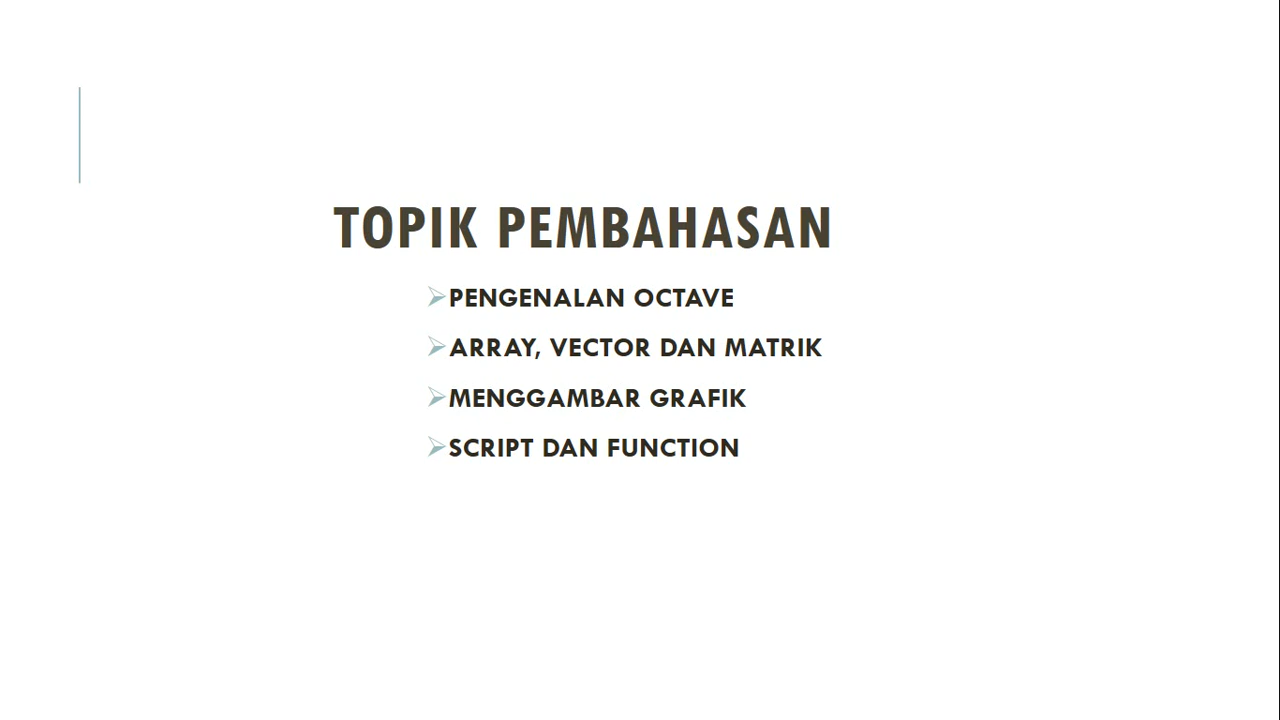 TOPIK PEMBAHASAN
PENGENALAN OCTAVE
ARRAY, VECTOR DAN MATRIK
MENGGAMBAR GRAFIK
SCRIPT DAN FUNCTION